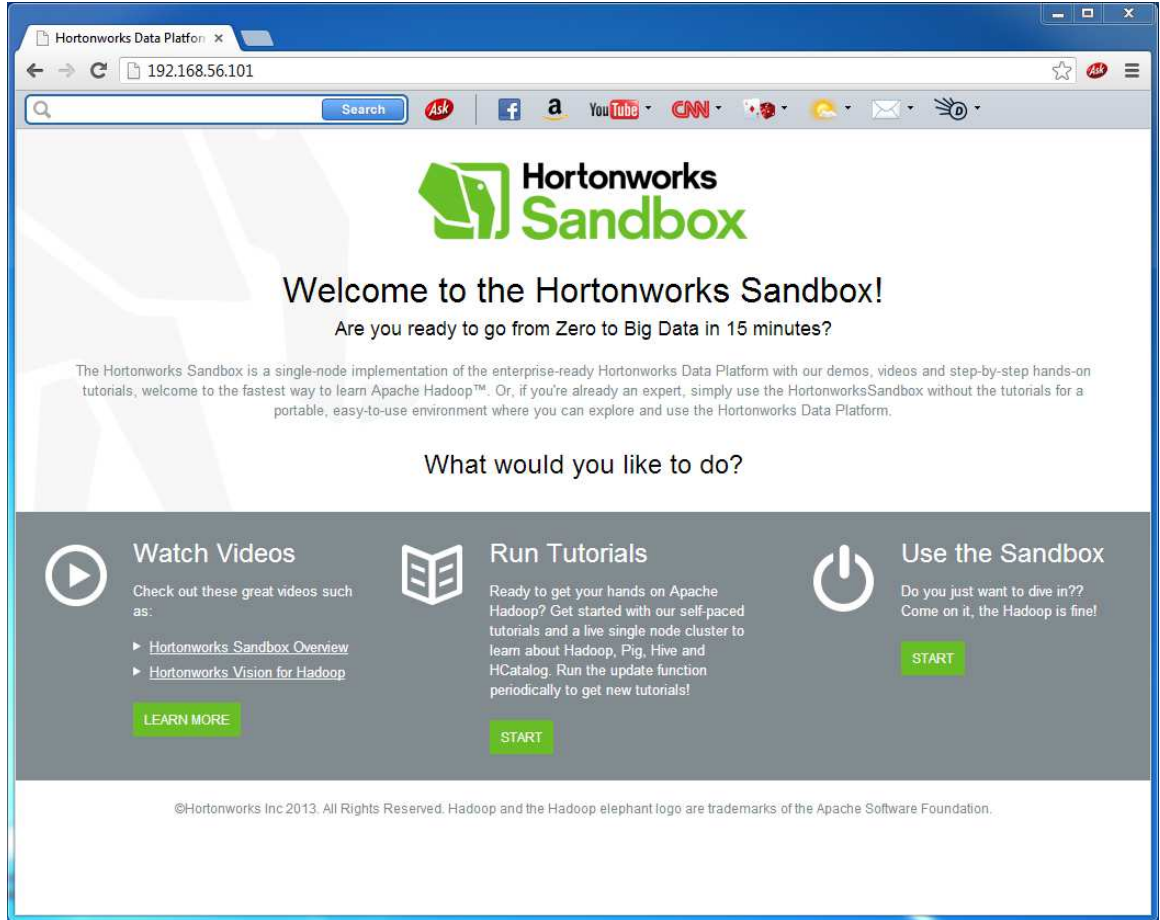 Hortonworks Data Platforr
192.168.56.101
Ask
Search
Ask
f
a
YouTube
CNN
D
Hortonworks
Sandbox
Welcome to the Hortonworks Sandbox!
Are you ready to go from Zero to Big Data in 15 minutes?
The Hortonworks Sandbox is a single-node implementation of the enterprise-ready Hortonworks Data Platform with our demos, videos and step-by-step hands-on
tutorials, welcome to the fastest way to learn Apache Hadoop™. Or, if you're already an expert, simply use the HortonworksSandbox without the tutorials for a
portable, easy-to-use environment where you can explore and use the Hortonworks Data Platform.
What would you like to do?
Watch Videos
Check out these great videos such
as:
Hortonworks Sandbox Overview
Hortonworks Vision for Hadoop
LEARN MORE
Run Tutorials
Ready to get your hands on Apache
Hadoop? Get started with our self-paced
tutorials and a live single node cluster to
learn about Hadoop, Pig, Hive and
HCatalog. Run the update function
periodically to get new tutorials!
START
Use the Sandbox
Do you just want to dive in??
Come on it, the Hadoop is fine!
START
©Hortonworks Inc 2013. All Rights Reserved. Hadoop and the Hadoop elephant logo are trademarks of the Apache Software Foundation.